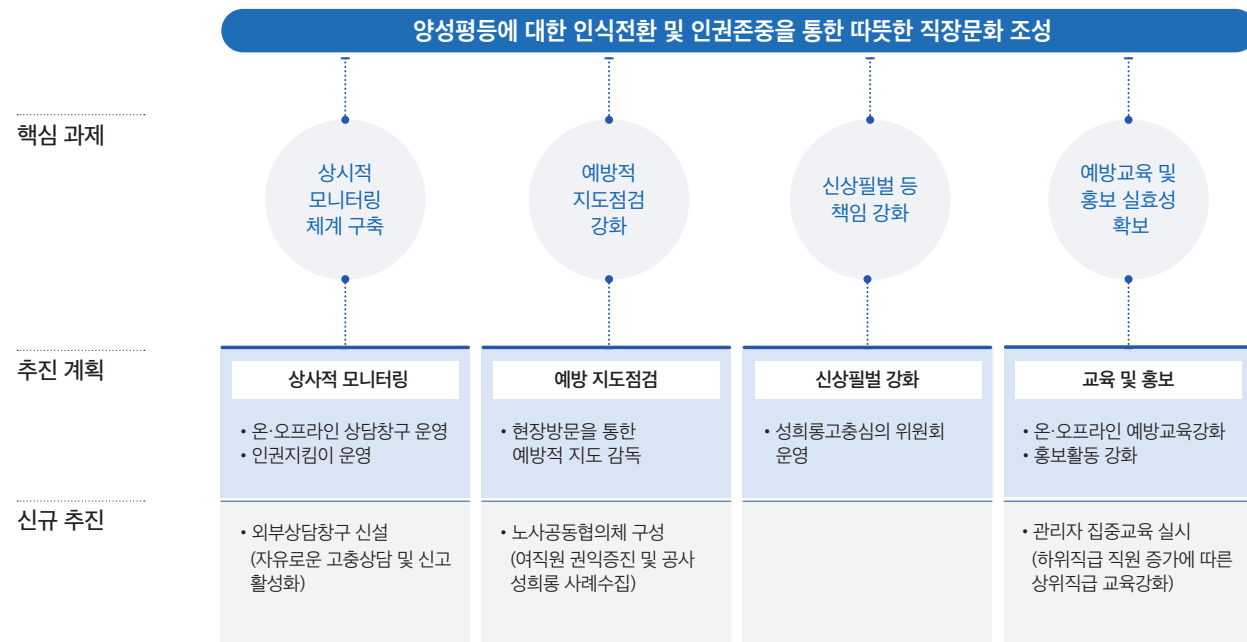 양성평등에 대한 인식전환 및 인권존중을 통한 따뜻한 직장문화 조성
핵심 과제
상시적
모니터링
체계 구축
예방적
지도점검
강화
신상필벌 등
책임 강화
예방교육 및
홍보 실효성
확보
추진 계획
상사적 모니터링
• 온·오프라인 상담창구 운영
• 인권지킴이 운영
예방 지도점검
• 현장방문을 통한
예방적 지도 감독
신상필벌 강화
• 성희롱고충심의 위원회
운영
교육 및 홍보
• 온·오프라인 예방교육강화
• 홍보활동 강화
신규 추진
• 외부상담창구 신설
(자유로운 고충상담 및 신고
활성화)
• 노사공동협의체 구성
(여직원 권익증진 및 공사
성희롱 사례수집)
• 관리자 집중교육 실시
(하위직급 직원 증가에 따른
상위직급 교육강화)